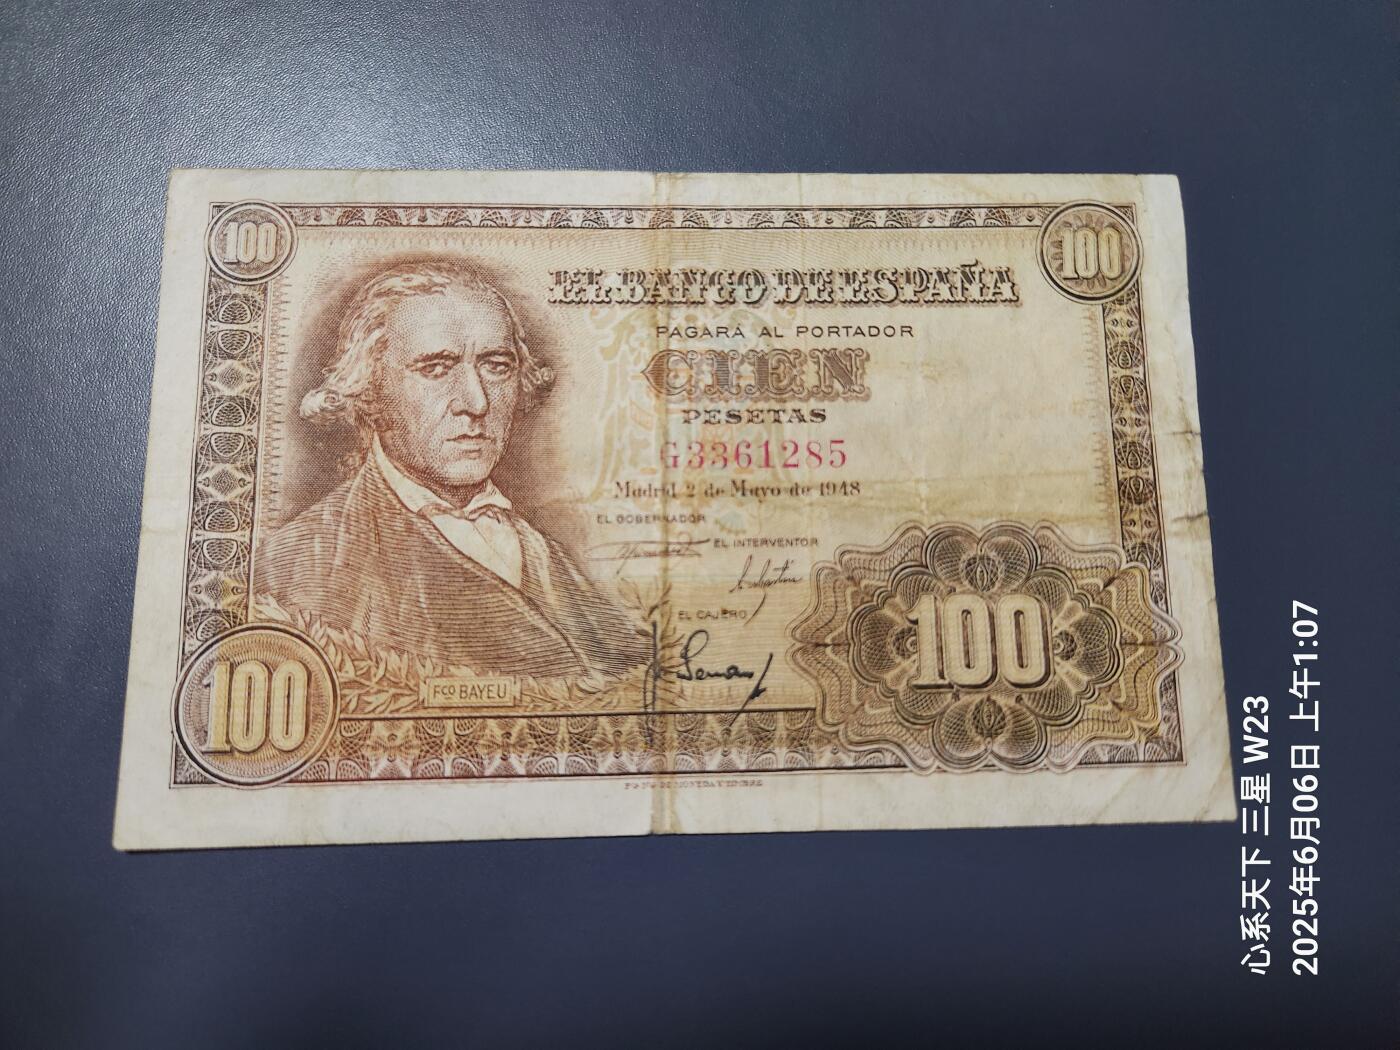 100
100
EL BANCO DE ESPAÑA
PAGARÁ AL PORTADOR
CIEN
PESETAS
G3361285
Madrid 2 de Mayo de 1948
EL GOBERNADOR
EL INTERVENTOR
EL CAJERO
100
100
Fco BAYEU
心系天下 三星 W23
2025年6月06日 上午1:07